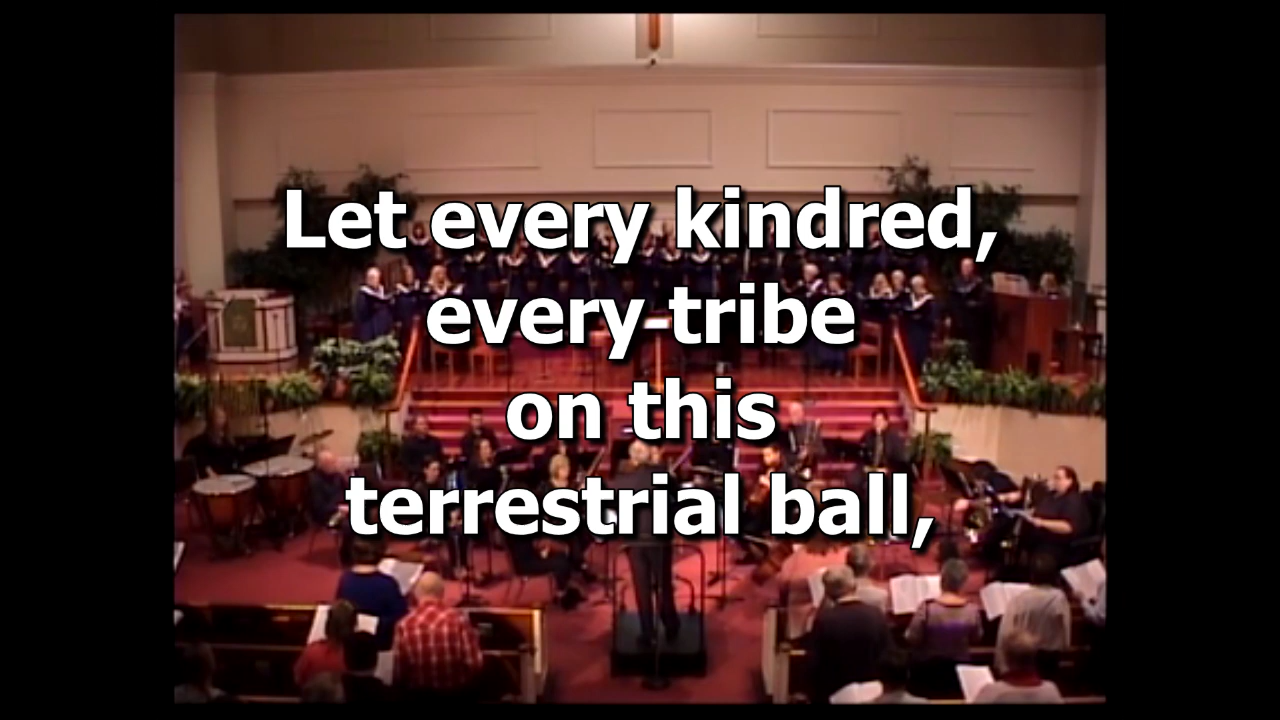 Let every kindred,
every tribe
on this
terrestrial ball,